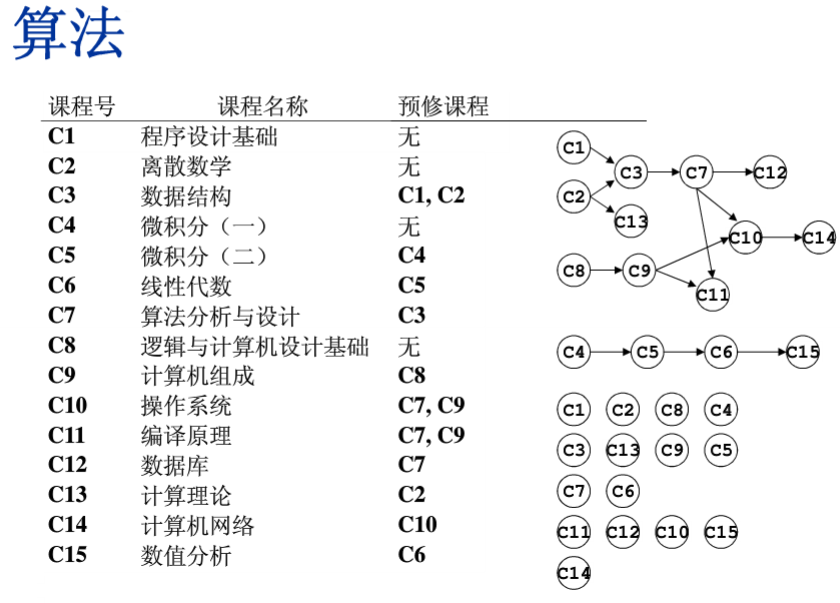 算法
课程号 课程名称 预修课程
C1 程序设计基础 无
C2 离散数学 无
C3 数据结构 C1, C2
C4 微积分（一） 无
C5 微积分（二） C4
C6 线性代数 C5
C7 算法分析与设计 C3
C8 逻辑与计算机设计基础 无
C9 计算机组成 C8
C10 操作系统 C7, C9
C11 编译原理 C7, C9
C12 数据库 C7
C13 计算理论 C2
C14 计算机网络 C10
C15 数值分析 C6
C1
C3 C7 C12
C2
C13
C10 C14
C8 C9
C11
C4 C5 C6 C15
C1 C2 C8 C4
C3 C13 C9 C5
C7 C6
C11 C12 C10 C15
C14